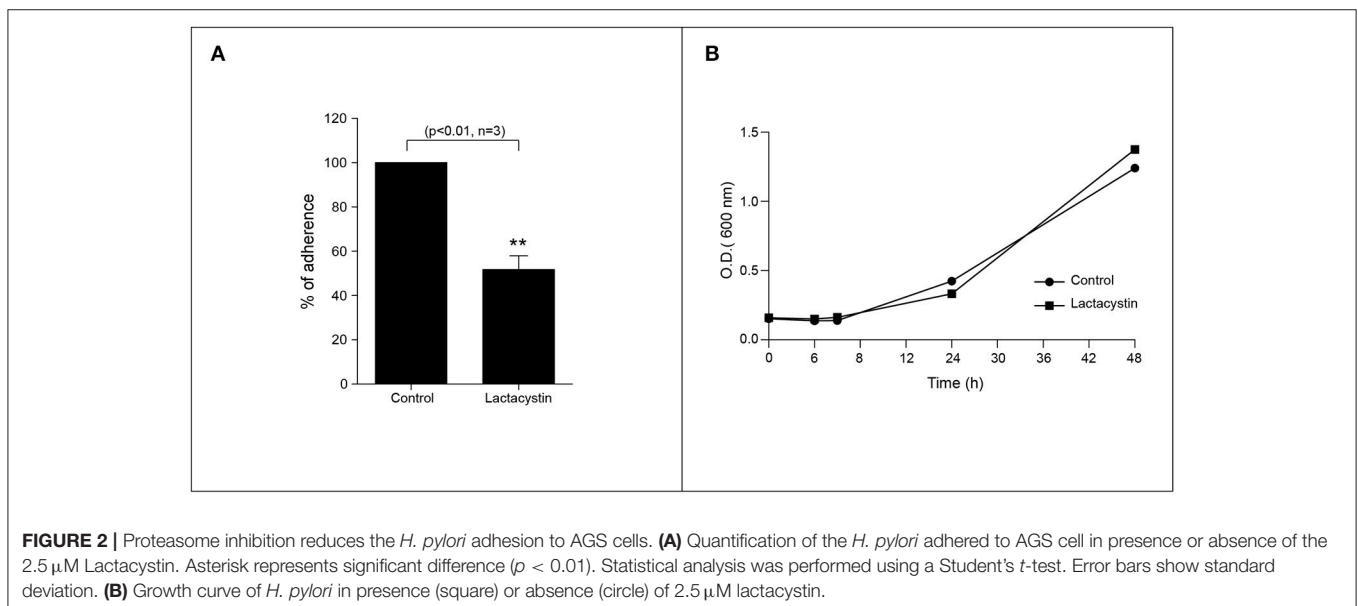 A
(p<0.01, n=3)
120
100
80
60
40
20
0
% of adherence
**
Control
Lactacystin
B
1.5
1.0
0.5
0.0
O.D.( 600 nm)
Control
Lactacystin
0 6 8 12 24 30 36 42 48
Time (h)
FIGURE 2 | Proteasome inhibition reduces the H. pylori adhesion to AGS cells. (A) Quantification of the H. pylori adhered to AGS cell in presence or absence of the
2.5 μM Lactacystin. Asterisk represents significant difference (p < 0.01). Statistical analysis was performed using a Student's t-test. Error bars show standard
deviation. (B) Growth curve of H. pylori in presence (square) or absence (circle) of 2.5 μM lactacystin.